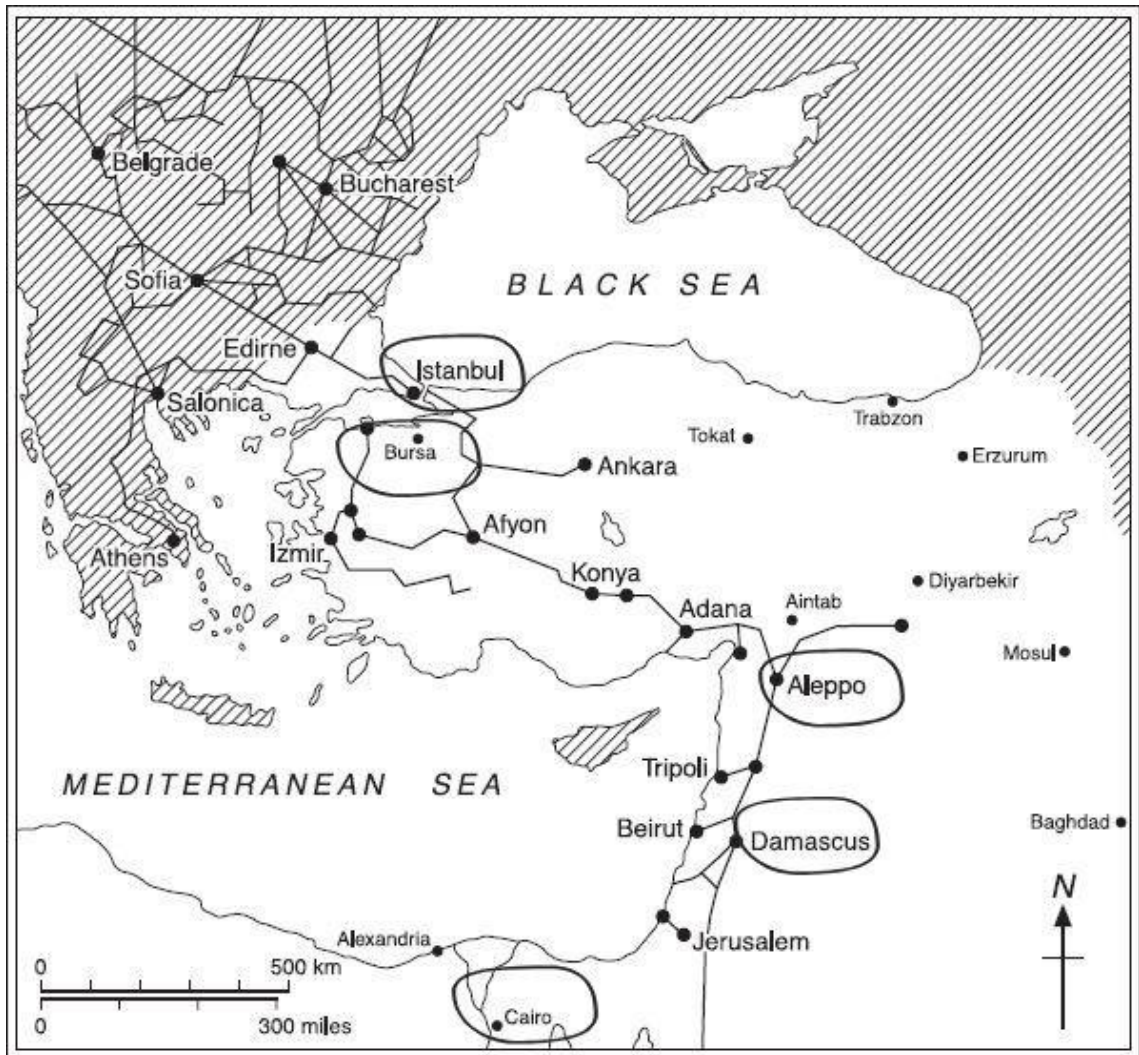 Belgrade
Bucharest
BLACK SEA
Sofia
Edirne
Istanbul
Salonica
Trabzon
Tokat
Bursa
Ankara
Erzurum
Athens
Izmir
Afyon
Konya
Diyarbekir
Adana
Aintab
Mosul
Aleppo
MEDITERRANEAN SEA
Tripoli
Beirut
Damascus
Baghdad
N
Alexandria
Jerusalem
0 500 km
Cairo
0 300 miles